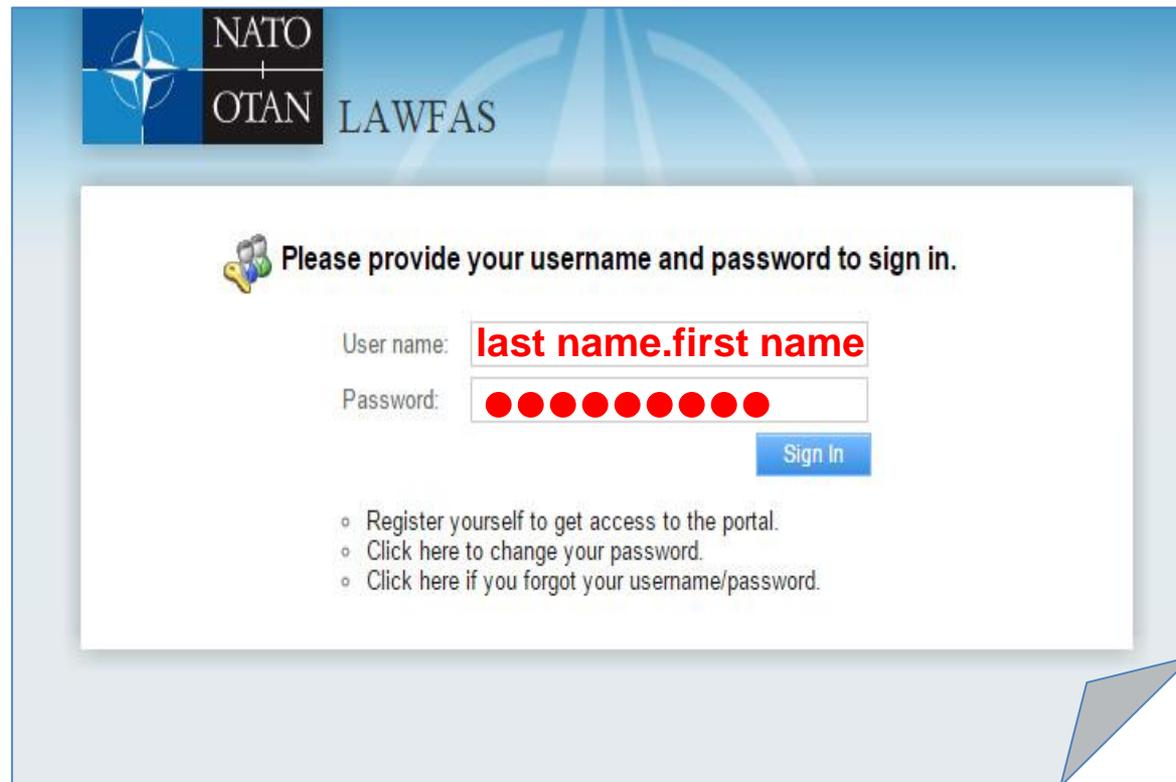 NATO
OTAN
LAWFAS
Please provide your username and password to sign in.
User name: last name.first name
Password: ●●●●●●●●●
Sign In
◦ Register yourself to get access to the portal.
◦ Click here to change your password.
◦ Click here if you forgot your username/password.